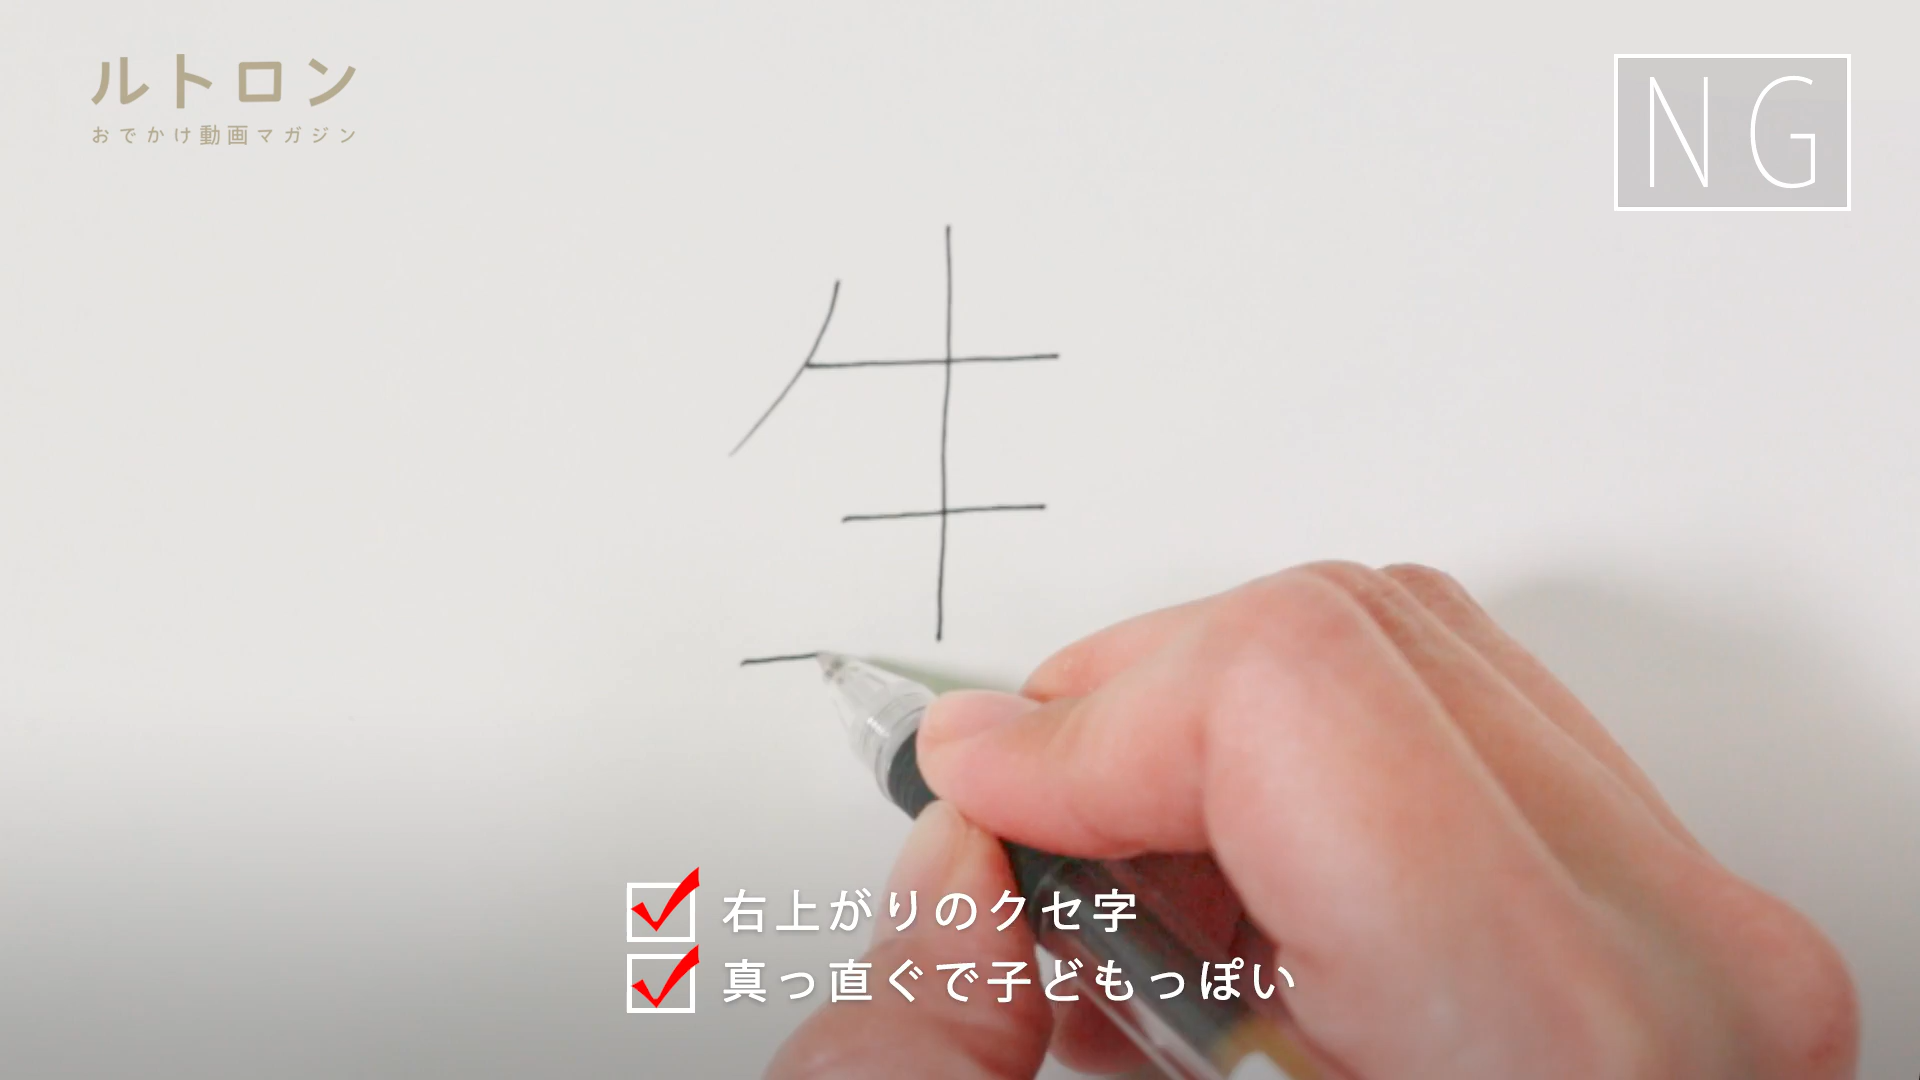 ルトロン
おでかけ動画マガジン
NG
生
右上がりのクセ字
真っ直ぐで子どもっぽい